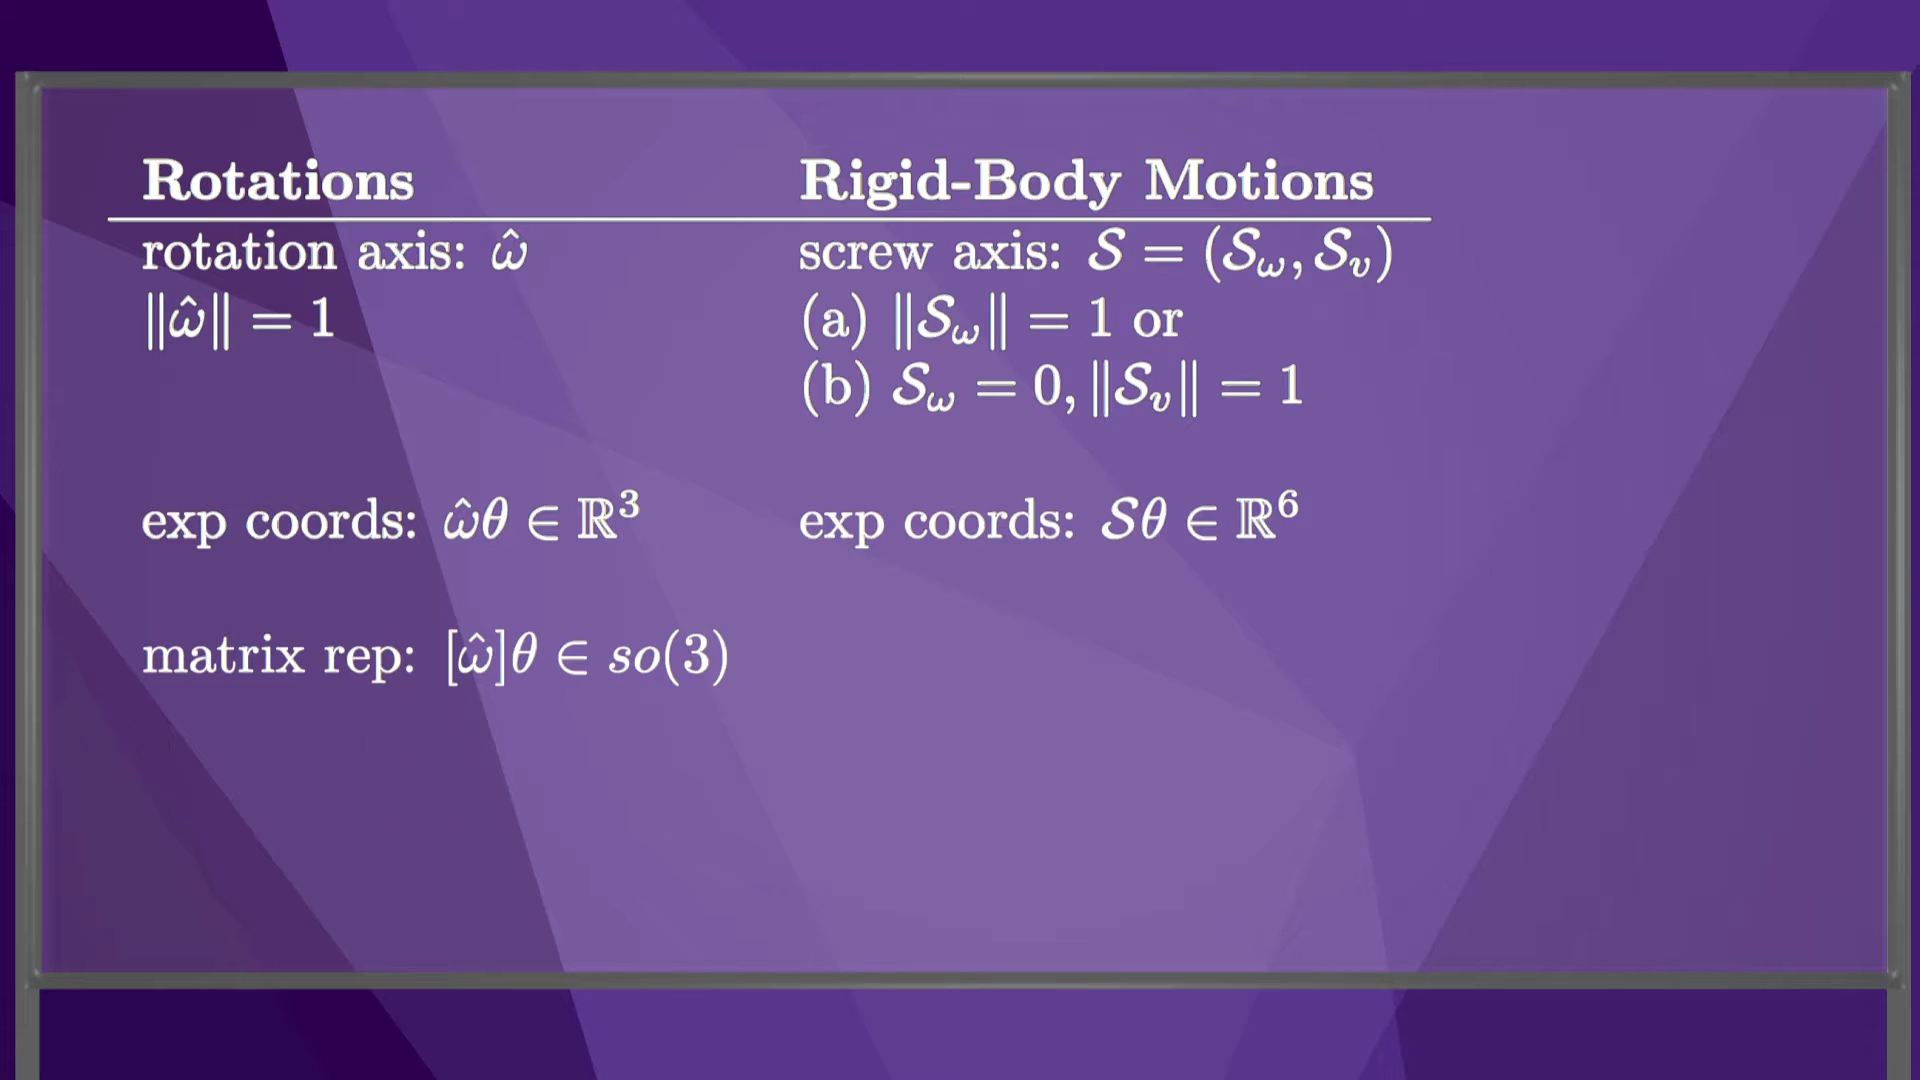 Rotations Rigid-Body Motions
rotation axis: ω̂ screw axis: 𝒮 = (𝒮_ω, 𝒮_v)
‖ω̂‖ = 1 (a) ‖𝒮_ω‖ = 1 or
(b) 𝒮_ω = 0, ‖𝒮_v‖ = 1
exp coords: ω̂θ ∈ ℝ³ exp coords: 𝒮θ ∈ ℝ⁶
matrix rep: [ω̂]θ ∈ so(3)